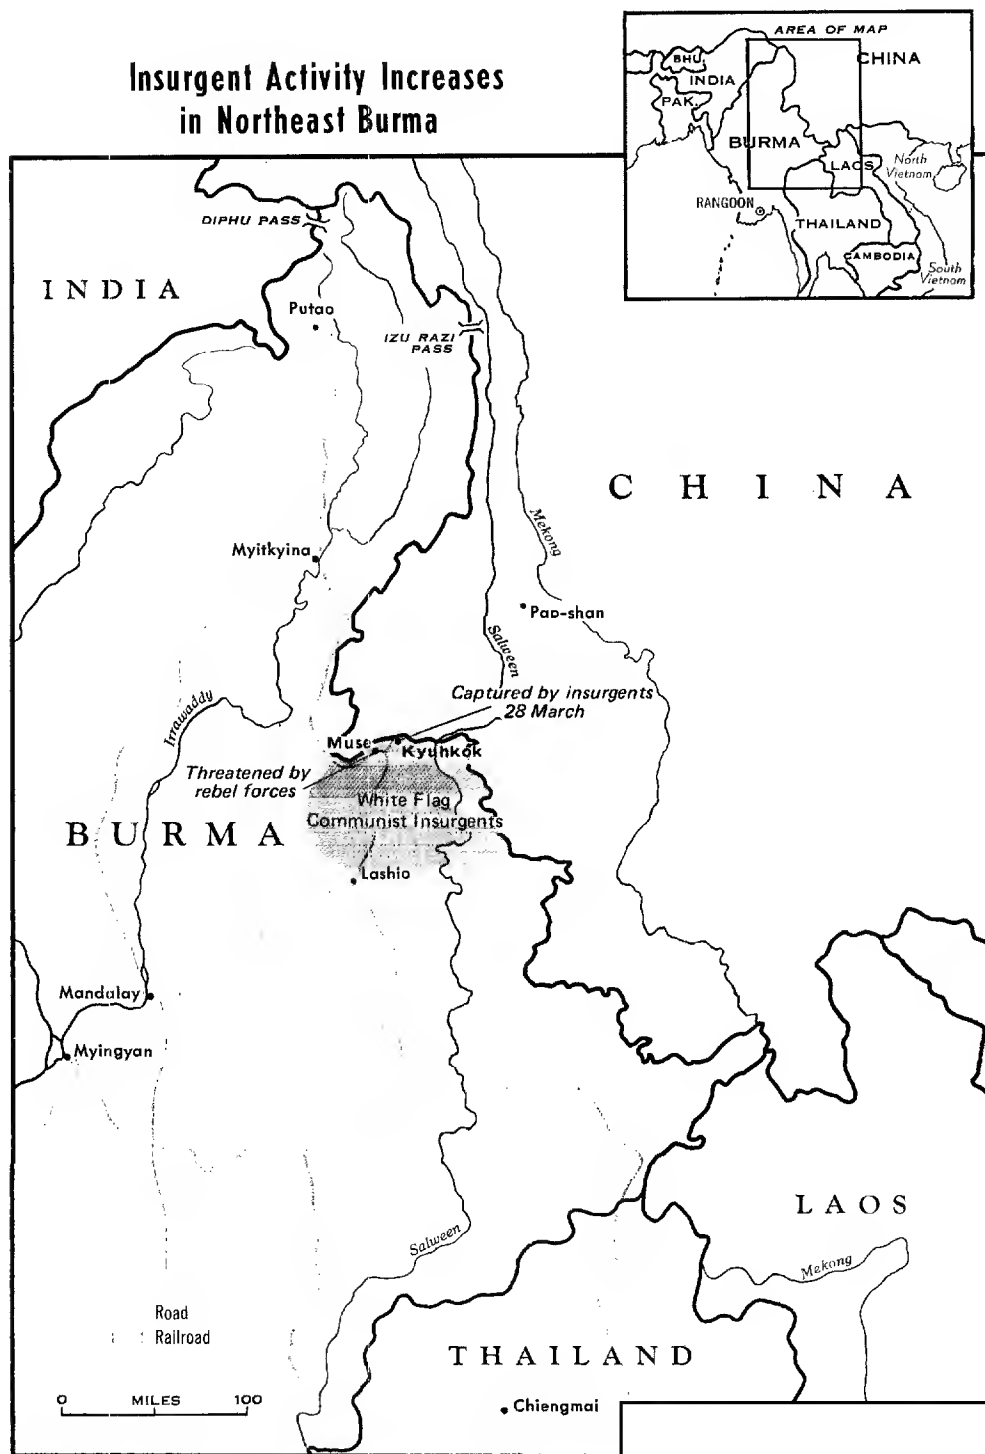 Insurgent Activity Increases
in Northeast Burma
AREA OF MAP
CHINA
BHU.
INDIA
PAK.
BURMA
LAOS
North
Vietnam
RANGOON
THAILAND
CAMBODIA
South
Vietnam
DIPHU PASS
INDIA
Putao
IZU RAZI
PASS
CHINA
Mekong
Myitkyina
Pao-shan
Salween
Captured by insurgents
28 March
Irrawaddy
Muse
Kyuhkok
Threatened by
rebel forces
White Flag
Communist Insurgents
BURMA
Lashio
Mandalay
Myingyan
LAOS
Salween
Mekong
Road
Railroad
THAILAND
0 MILES 100
Chiengmai